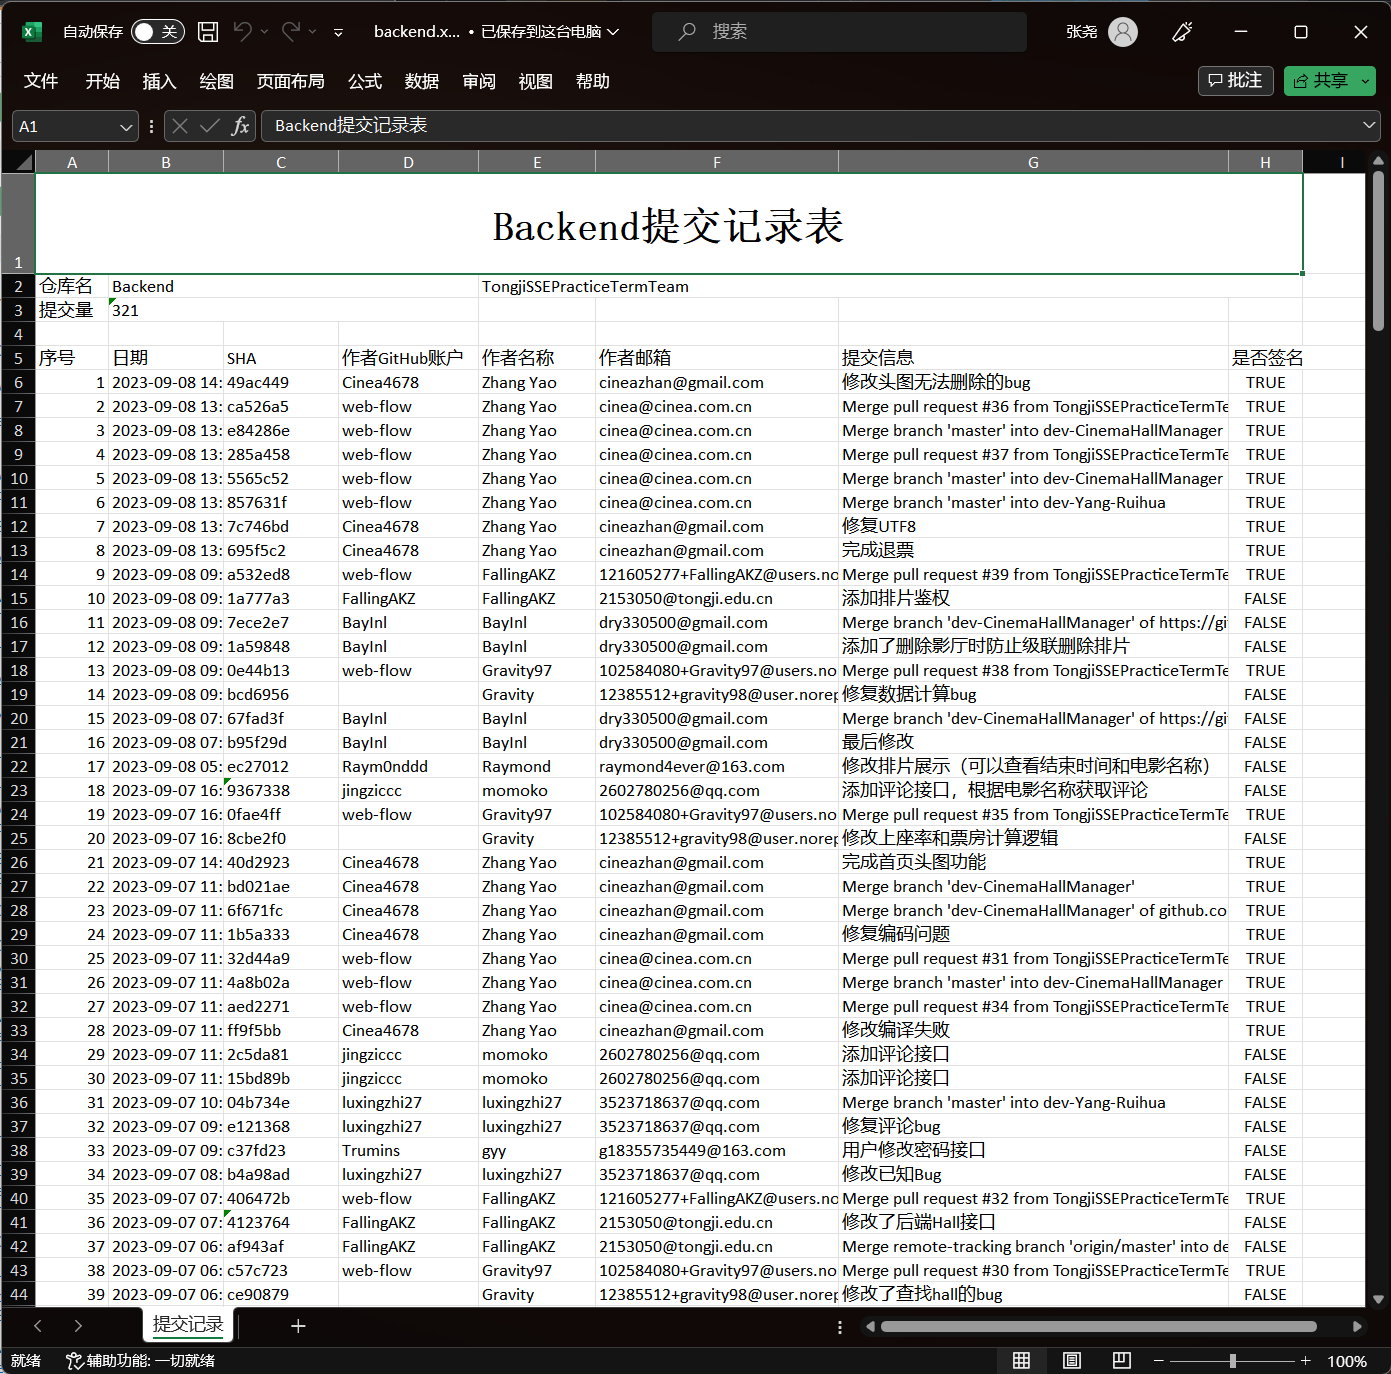 自动保存 关 backend.x... • 已保存到这台电脑 搜索 张尧
文件 开始 插入 绘图 页面布局 公式 数据 审阅 视图 帮助 批注 共享
A1 fx Backend提交记录表
A B C D E F G H I
1 Backend提交记录表
2 仓库名 Backend TongjiSSEPracticeTermTeam
3 提交量 321
4
5 序号 日期 SHA 作者GitHub账户 作者名称 作者邮箱 提交信息 是否签名
6 1 2023-09-08 14: 49ac449 Cinea4678 Zhang Yao cineazhan@gmail.com 修改头图无法删除的bug TRUE
7 2 2023-09-08 13: ca526a5 web-flow Zhang Yao cinea@cinea.com.cn Merge pull request #36 from TongjiSSEPracticeTermTe TRUE
8 3 2023-09-08 13: e84286e web-flow Zhang Yao cinea@cinea.com.cn Merge branch 'master' into dev-CinemaHallManager TRUE
9 4 2023-09-08 13: 285a458 web-flow Zhang Yao cinea@cinea.com.cn Merge pull request #37 from TongjiSSEPracticeTermTe TRUE
10 5 2023-09-08 13: 5565c52 web-flow Zhang Yao cinea@cinea.com.cn Merge branch 'master' into dev-CinemaHallManager TRUE
11 6 2023-09-08 13: 857631f web-flow Zhang Yao cinea@cinea.com.cn Merge branch 'master' into dev-Yang-Ruihua TRUE
12 7 2023-09-08 13: 7c746bd Cinea4678 Zhang Yao cineazhan@gmail.com 修复UTF8 TRUE
13 8 2023-09-08 13: 695f5c2 Cinea4678 Zhang Yao cineazhan@gmail.com 完成退票 TRUE
14 9 2023-09-08 09: a532ed8 web-flow FallingAKZ 121605277+FallingAKZ@users.no Merge pull request #39 from TongjiSSEPracticeTermTe TRUE
15 10 2023-09-08 09: 1a777a3 FallingAKZ FallingAKZ 2153050@tongji.edu.cn 添加排片鉴权 FALSE
16 11 2023-09-08 09: 7ece2e7 BayInl BayInl dry330500@gmail.com Merge branch 'dev-CinemaHallManager' of https://gi FALSE
17 12 2023-09-08 09: 1a59848 BayInl BayInl dry330500@gmail.com 添加了删除影厅时防止级联删除排片 FALSE
18 13 2023-09-08 09: 0e44b13 web-flow Gravity97 102584080+Gravity97@users.no Merge pull request #38 from TongjiSSEPracticeTermTe TRUE
19 14 2023-09-08 09: bcd6956 Gravity 12385512+gravity98@user.norep 修复数据计算bug FALSE
20 15 2023-09-08 07: 67fad3f BayInl BayInl dry330500@gmail.com Merge branch 'dev-CinemaHallManager' of https://gi FALSE
21 16 2023-09-08 07: b95f29d BayInl BayInl dry330500@gmail.com 最后修改 FALSE
22 17 2023-09-08 05: ec27012 Raym0nddd Raymond raymond4ever@163.com 修改排片展示（可以查看结束时间和电影名称） FALSE
23 18 2023-09-07 16: 9367338 jingziccc momoko 2602780256@qq.com 添加评论接口，根据电影名称获取评论 FALSE
24 19 2023-09-07 16: 0fae4ff web-flow Gravity97 102584080+Gravity97@users.no Merge pull request #35 from TongjiSSEPracticeTermTe TRUE
25 20 2023-09-07 16: 8cbe2f0 Gravity 12385512+gravity98@user.norep 修改上座率和票房计算逻辑 FALSE
26 21 2023-09-07 14: 40d2923 Cinea4678 Zhang Yao cineazhan@gmail.com 完成首页头图功能 TRUE
27 22 2023-09-07 11: bd021ae Cinea4678 Zhang Yao cineazhan@gmail.com Merge branch 'dev-CinemaHallManager' TRUE
28 23 2023-09-07 11: 6f671fc Cinea4678 Zhang Yao cineazhan@gmail.com Merge branch 'dev-CinemaHallManager' of github.co TRUE
29 24 2023-09-07 11: 1b5a333 Cinea4678 Zhang Yao cineazhan@gmail.com 修复编码问题 TRUE
30 25 2023-09-07 11: 32d44a9 web-flow Zhang Yao cinea@cinea.com.cn Merge pull request #31 from TongjiSSEPracticeTermTe TRUE
31 26 2023-09-07 11: 4a8b02a web-flow Zhang Yao cinea@cinea.com.cn Merge branch 'master' into dev-CinemaHallManager TRUE
32 27 2023-09-07 11: aed2271 web-flow Zhang Yao cinea@cinea.com.cn Merge pull request #34 from TongjiSSEPracticeTermTe TRUE
33 28 2023-09-07 11: ff9f5bb Cinea4678 Zhang Yao cineazhan@gmail.com 修改编译失败 TRUE
34 29 2023-09-07 11: 2c5da81 jingziccc momoko 2602780256@qq.com 添加评论接口 FALSE
35 30 2023-09-07 11: 15bd89b jingziccc momoko 2602780256@qq.com 添加评论接口 FALSE
36 31 2023-09-07 10: 04b734e luxingzhi27 luxingzhi27 3523718637@qq.com Merge branch 'master' into dev-Yang-Ruihua FALSE
37 32 2023-09-07 09: e121368 luxingzhi27 luxingzhi27 3523718637@qq.com 修复评论bug FALSE
38 33 2023-09-07 09: c37fd23 Trumins gyy g18355735449@163.com 用户修改密码接口 FALSE
39 34 2023-09-07 08: b4a98ad luxingzhi27 luxingzhi27 3523718637@qq.com 修改已知Bug FALSE
40 35 2023-09-07 07: 406472b web-flow FallingAKZ 121605277+FallingAKZ@users.no Merge pull request #32 from TongjiSSEPracticeTermTe TRUE
41 36 2023-09-07 07: 4123764 FallingAKZ FallingAKZ 2153050@tongji.edu.cn 修改了后端Hall接口 FALSE
42 37 2023-09-07 06: af943af FallingAKZ FallingAKZ 2153050@tongji.edu.cn Merge remote-tracking branch 'origin/master' into de FALSE
43 38 2023-09-07 06: c57c723 web-flow Gravity97 102584080+Gravity97@users.no Merge pull request #30 from TongjiSSEPracticeTermTe TRUE
44 39 2023-09-07 06: ce90879 Gravity 12385512+gravity98@user.norep 修改了查找hall的bug FALSE
提交记录
就绪 辅助功能: 一切就绪 100%